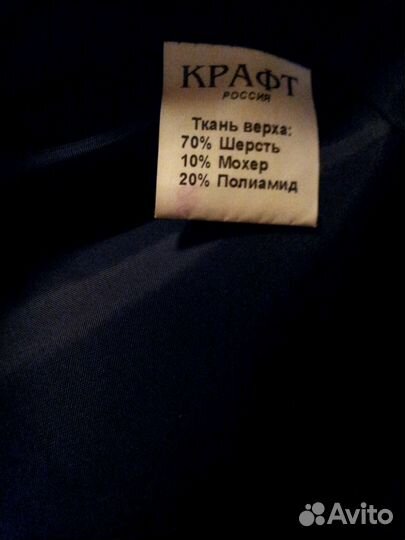 КРАФТ
РОССИЯ
Ткань верха:
70% Шерсть
10% Мохер
20% Полиамид
Avito